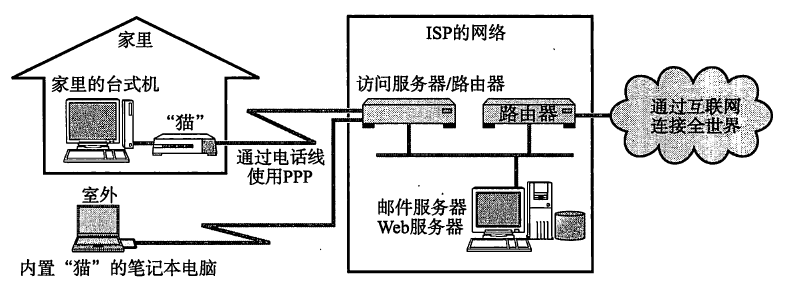 家里
家里的台式机
“猫”
通过电话线
使用PPP
室外
内置“猫”的笔记本电脑
ISP的网络
访问服务器/路由器
路由器
邮件服务器
Web服务器
通过互联网
连接全世界